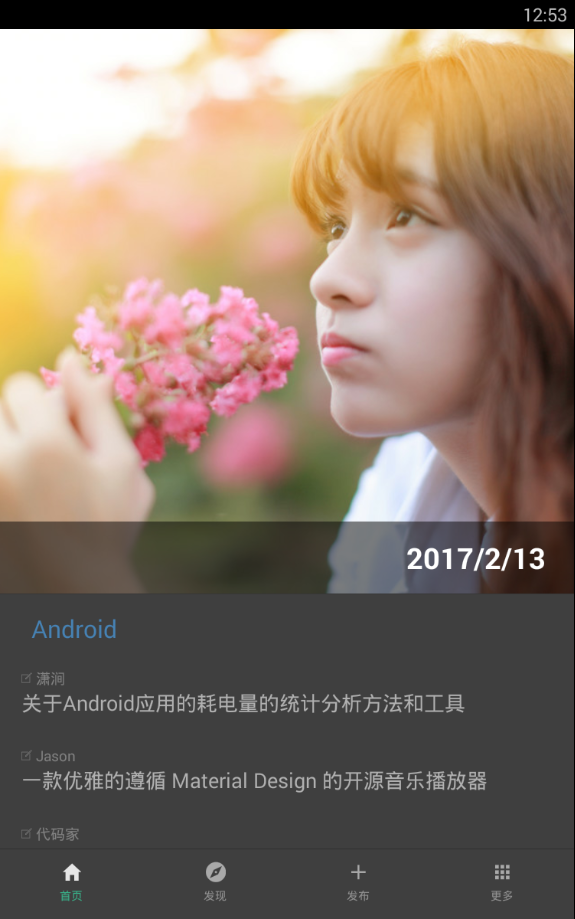 12:53
2017/2/13
Android
潇涧
关于Android应用的耗电量的统计分析方法和工具
Jason
一款优雅的遵循 Material Design 的开源音乐播放器
代码家
首页
发现
发布
更多